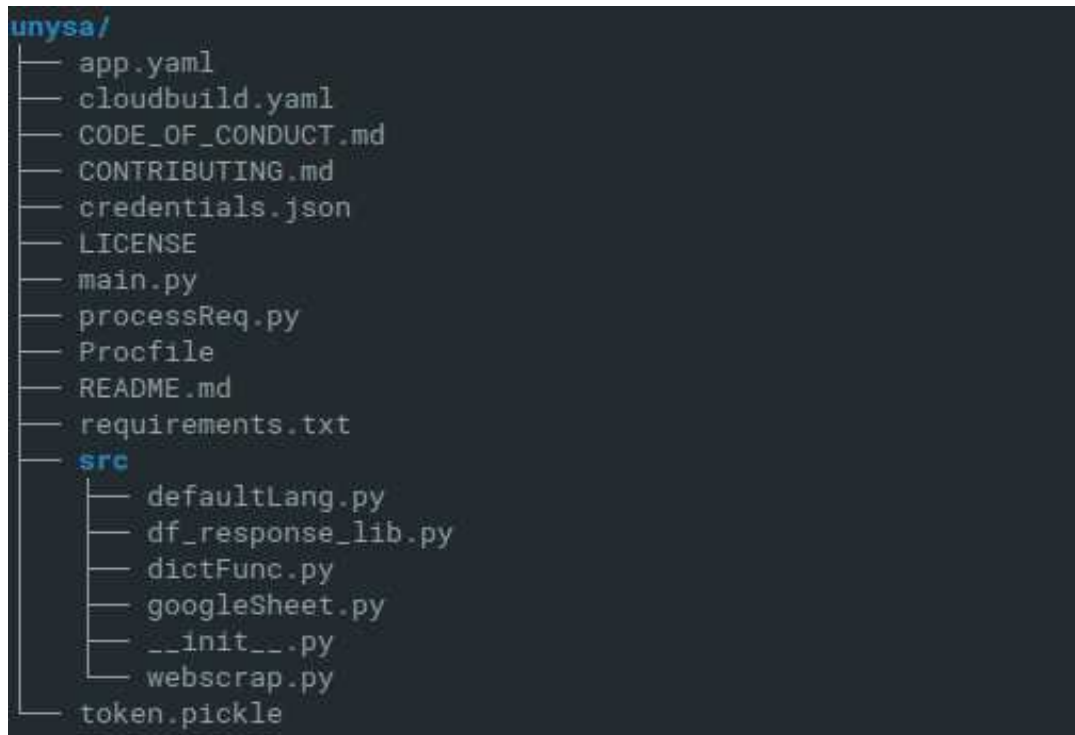 unysa/
├── app.yaml
├── cloudbuild.yaml
├── CODE_OF_CONDUCT.md
├── CONTRIBUTING.md
├── credentials.json
├── LICENSE
├── main.py
├── processReq.py
├── Procfile
├── README.md
├── requirements.txt
├── src
│   ├── defaultLang.py
│   ├── df_response_lib.py
│   ├── dictFunc.py
│   ├── googleSheet.py
│   ├── __init__.py
│   └── webscrap.py
└── token.pickle